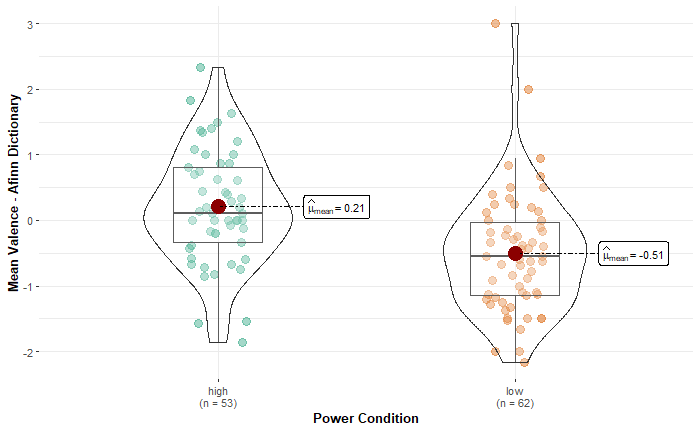 Mean Valence - Afinn Dictionary
3
2
1
0
-1
-2
μ̂mean = 0.21
μ̂mean = -0.51
high
(n = 53)
low
(n = 62)
Power Condition